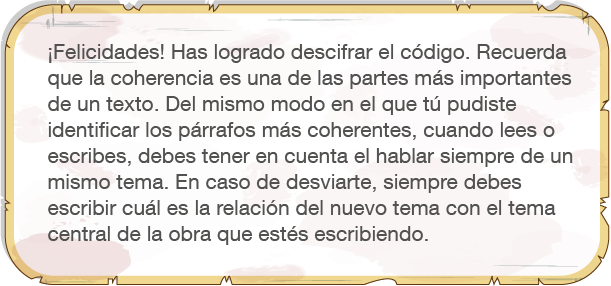 ¡Felicidades! Has logrado descifrar el código. Recuerda
que la coherencia es una de las partes más importantes
de un texto. Del mismo modo en el que tú pudiste
identificar los párrafos más coherentes, cuando lees o
escribes, debes tener en cuenta el hablar siempre de un
mismo tema. En caso de desviarte, siempre debes
escribir cuál es la relación del nuevo tema con el tema
central de la obra que estés escribiendo.